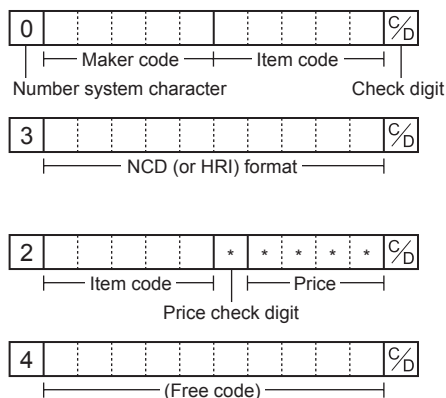 0 C/D
Maker code Item code
Number system character Check digit
3 C/D
NCD (or HRI) format
2 * * * * * C/D
Item code Price
Price check digit
4 C/D
(Free code)